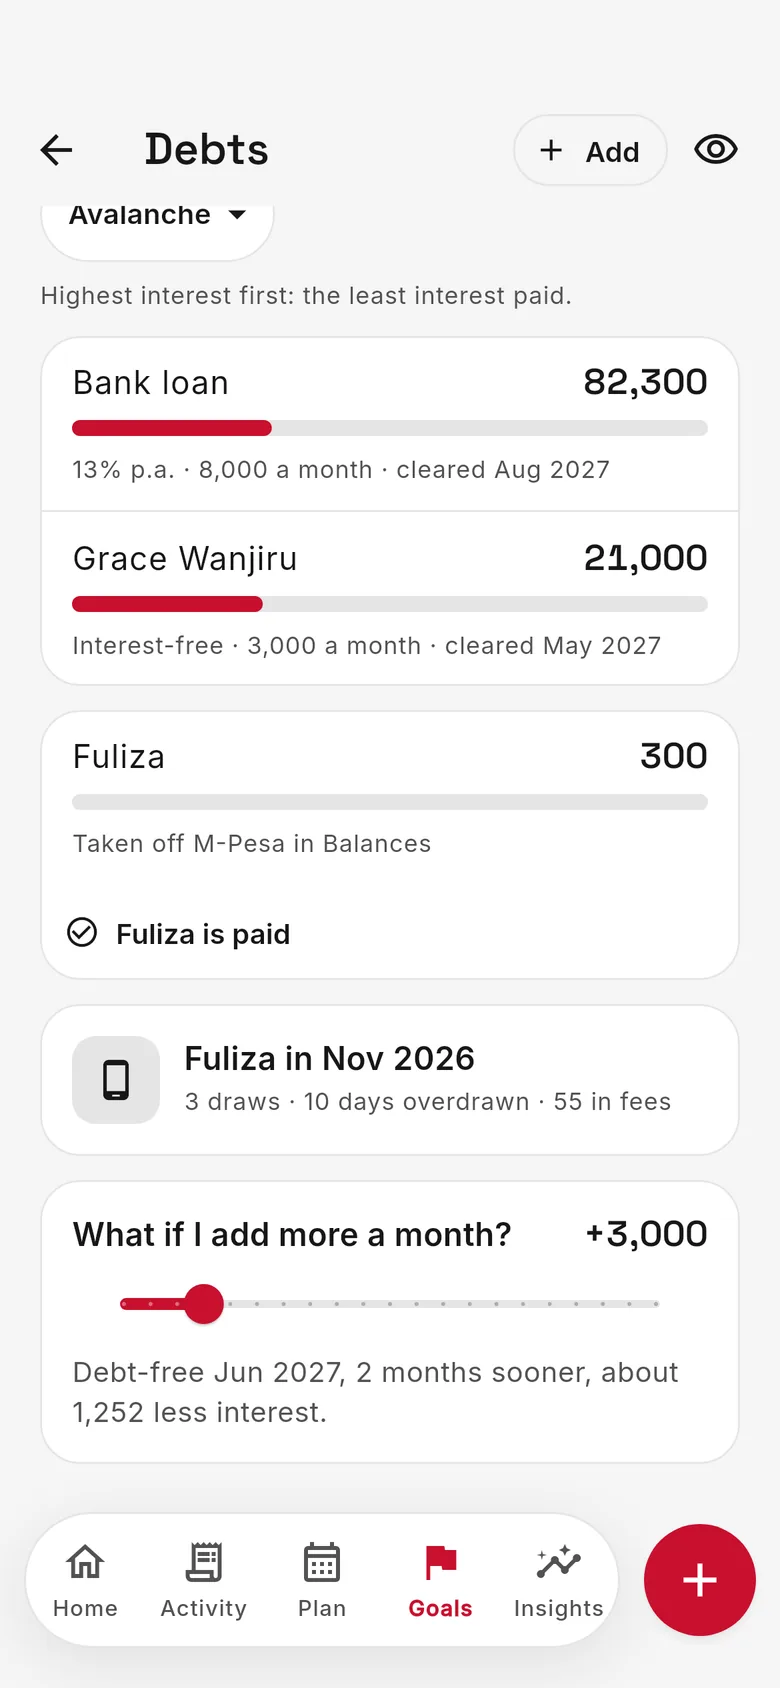 Debts
+ Add
Avalanche
Highest interest first: the least interest paid.
Bank loan 82,300
13% p.a. · 8,000 a month · cleared Aug 2027
Grace Wanjiru 21,000
Interest-free · 3,000 a month · cleared May 2027
Fuliza 300
Taken off M-Pesa in Balances
Fuliza is paid
Fuliza in Nov 2026
3 draws · 10 days overdrawn · 55 in fees
What if I add more a month? +3,000
Debt-free Jun 2027, 2 months sooner, about
1,252 less interest.
Home Activity Plan Goals Insights